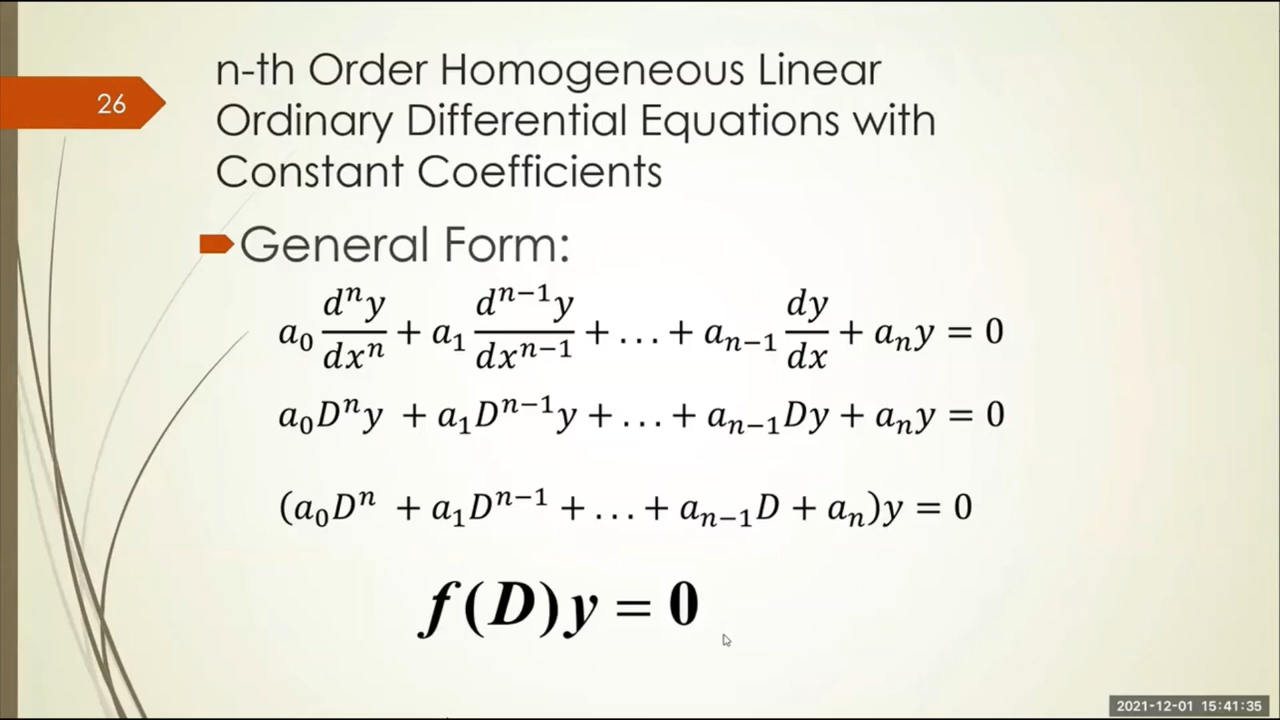 26
n-th Order Homogeneous Linear
Ordinary Differential Equations with
Constant Coefficients
General Form:
a₀ dⁿy/dxⁿ + a₁ dⁿ⁻¹y/dxⁿ⁻¹ + ... + aₙ₋₁ dy/dx + aₙy = 0
a₀Dⁿy + a₁Dⁿ⁻¹y + ... + aₙ₋₁Dy + aₙy = 0
(a₀Dⁿ + a₁Dⁿ⁻¹ + ... + aₙ₋₁D + aₙ)y = 0
f(D)y = 0
2021-12-01 15:41:35